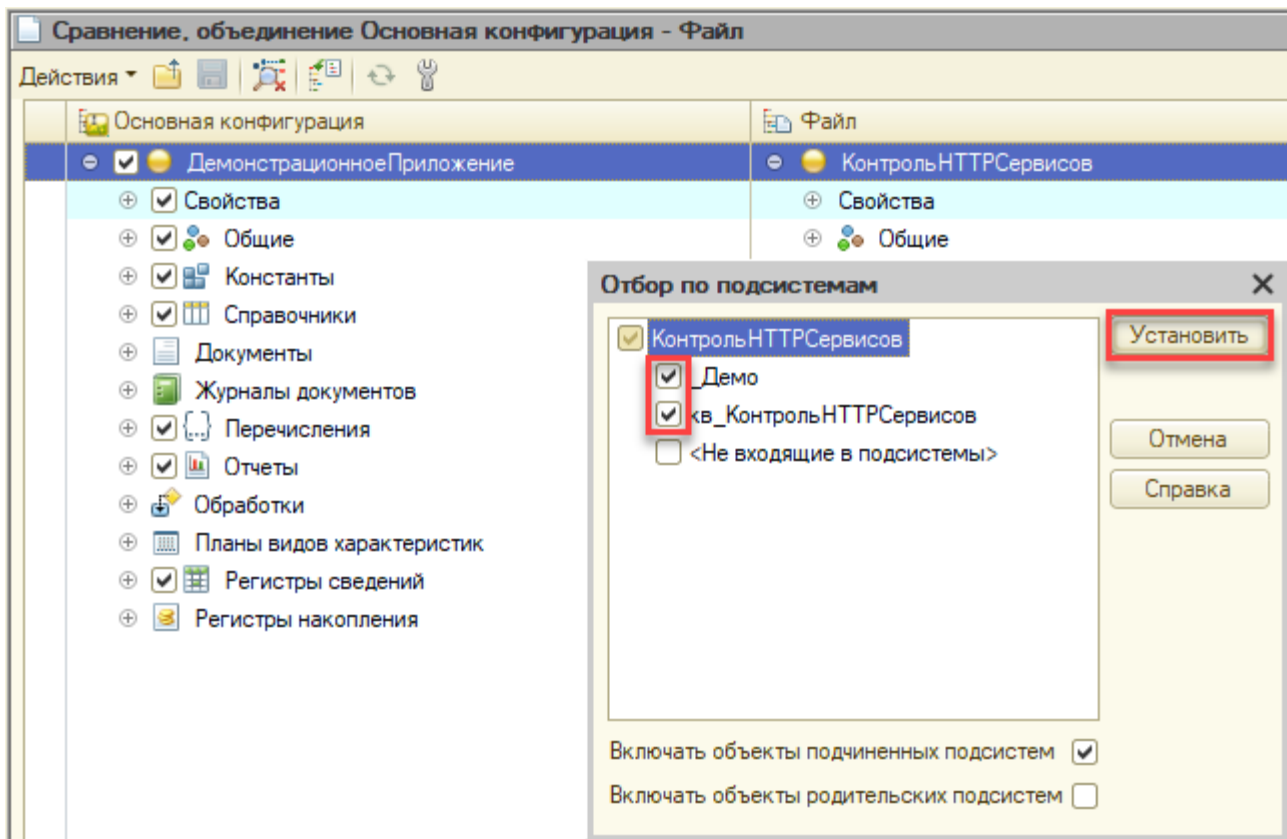 Сравнение, объединение Основная конфигурация - Файл
Действия
Основная конфигурация
Файл
ДемонстрационноеПриложение
КонтрольHTTPСервисов
Свойства
Свойства
Общие
Общие
Константы
Справочники
Документы
Журналы документов
Перечисления
Отчеты
Обработки
Планы видов характеристик
Регистры сведений
Регистры накопления
Отбор по подсистемам
КонтрольHTTPСервисов
_Демо
кв_КонтрольHTTPСервисов
<Не входящие в подсистемы>
Установить
Отмена
Справка
Включать объекты подчиненных подсистем
Включать объекты родительских подсистем